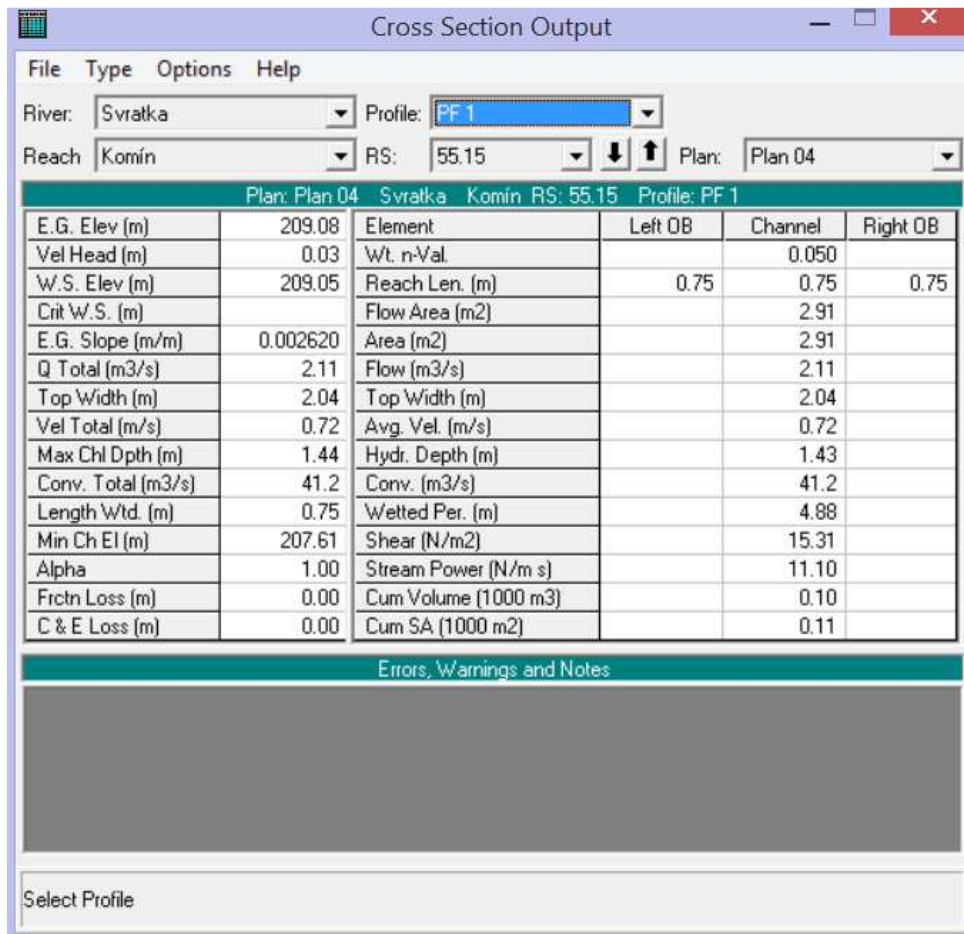 Cross Section Output
File Type Options Help
River: Svratka Profile: PF 1
Reach Komín RS: 55.15 Plan: Plan 04
Plan: Plan 04 Svratka Komín RS: 55.15 Profile: PF 1
E.G. Elev (m) 209.08 Element Left OB Channel Right OB
Vel Head (m) 0.03 Wt. n-Val. 0.050
W.S. Elev (m) 209.05 Reach Len. (m) 0.75 0.75 0.75
Crit W.S. (m) Flow Area (m2) 2.91
E.G. Slope (m/m) 0.002620 Area (m2) 2.91
Q Total (m3/s) 2.11 Flow (m3/s) 2.11
Top Width (m) 2.04 Top Width (m) 2.04
Vel Total (m/s) 0.72 Avg. Vel. (m/s) 0.72
Max Chl Dpth (m) 1.44 Hydr. Depth (m) 1.43
Conv. Total (m3/s) 41.2 Conv. (m3/s) 41.2
Length Wtd. (m) 0.75 Wetted Per. (m) 4.88
Min Ch El (m) 207.61 Shear (N/m2) 15.31
Alpha 1.00 Stream Power (N/m s) 11.10
Frctn Loss (m) 0.00 Cum Volume (1000 m3) 0.10
C & E Loss (m) 0.00 Cum SA (1000 m2) 0.11
Errors, Warnings and Notes
Select Profile